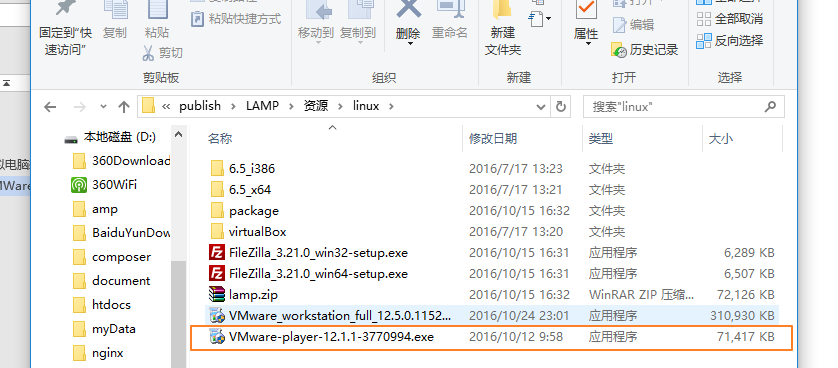 固定到"快速访问"
复制
粘贴
粘贴快捷方式
剪切
移动到
复制到
删除
重命名
新建
文件夹
属性
编辑
历史记录
全部取消
反向选择
剪贴板
组织
新建
打开
选择
« publish › LAMP › 资源 › linux ›
搜索"linux"
本地磁盘 (D:)
名称 修改日期 类型 大小
360Download
360WiFi
amp
BaiduYunDow
composer
document
htdocs
myData
nginx
6.5_i386 2016/7/17 13:23 文件夹
6.5_x64 2016/7/17 13:21 文件夹
package 2016/10/15 16:32 文件夹
virtualBox 2016/7/17 13:20 文件夹
FileZilla_3.21.0_win32-setup.exe 2016/10/15 16:31 应用程序 6,289 KB
FileZilla_3.21.0_win64-setup.exe 2016/10/15 16:31 应用程序 6,507 KB
lamp.zip 2016/10/15 16:32 WinRAR ZIP 压缩... 72,126 KB
VMware_workstation_full_12.5.0.1152... 2016/10/24 23:01 应用程序 310,930 KB
VMware-player-12.1.1-3770994.exe 2016/10/12 9:58 应用程序 71,417 KB